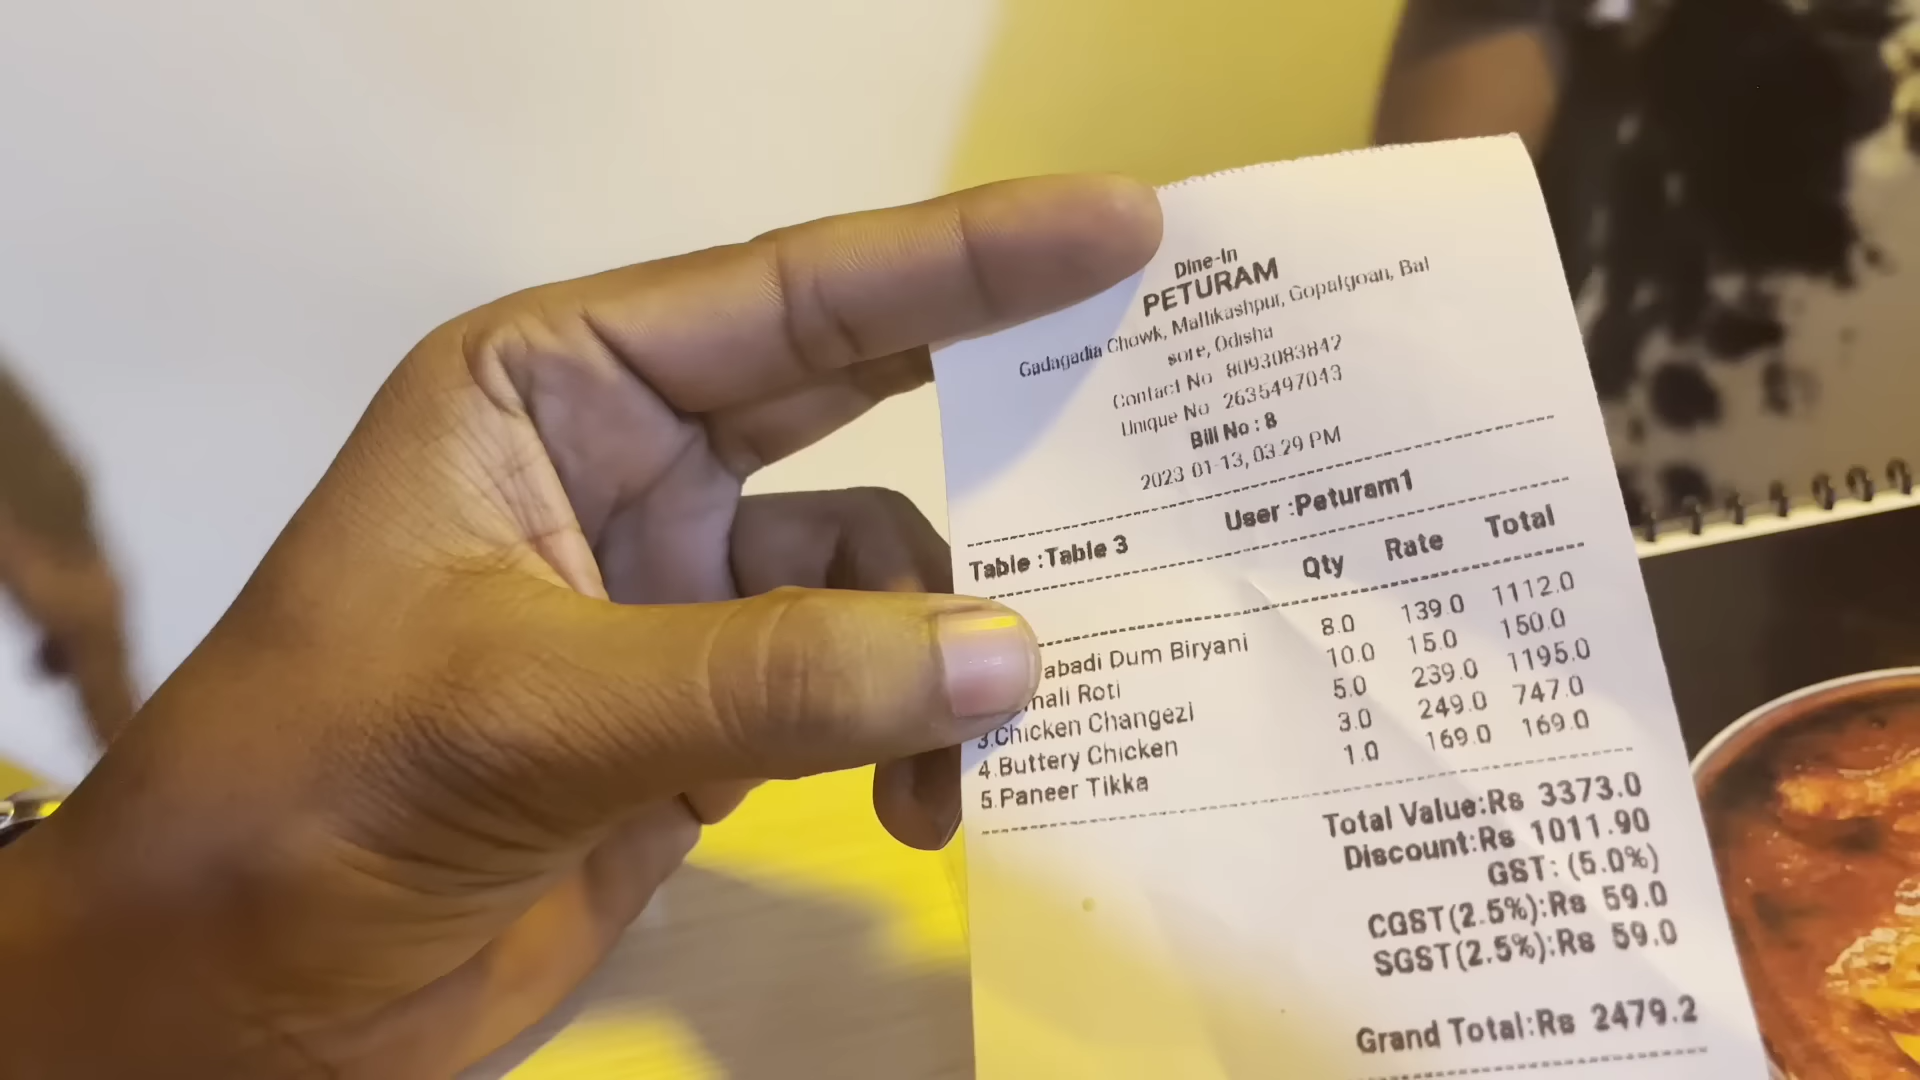 Dine-In
PETURAM
Gadagadia Chowk, Mallikashpur, Gopalgoan, Bal
sore, Odisha
Contact No 8093083842
Unique No 2635497043
Bill No : 8
2023-01-13, 03:29 PM
Table :Table 3 User :Peturam1
Qty Rate Total
abadi Dum Biryani 8.0 139.0 1112.0
mali Roti 10.0 15.0 150.0
3.Chicken Changezi 5.0 239.0 1195.0
4.Buttery Chicken 3.0 249.0 747.0
5.Paneer Tikka 1.0 169.0 169.0
Total Value:Rs 3373.0
Discount:Rs 1011.90
GST: (5.0%)
CGST(2.5%):Rs 59.0
SGST(2.5%):Rs 59.0
Grand Total:Rs 2479.2